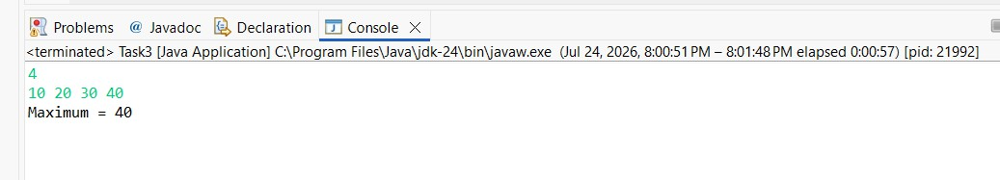 Problems @ Javadoc Declaration Console
<terminated> Task3 [Java Application] C:\Program Files\Java\jdk-24\bin\javaw.exe (Jul 24, 2026, 8:00:51 PM – 8:01:48 PM elapsed 0:00:57) [pid: 21992]
4
10 20 30 40
Maximum = 40